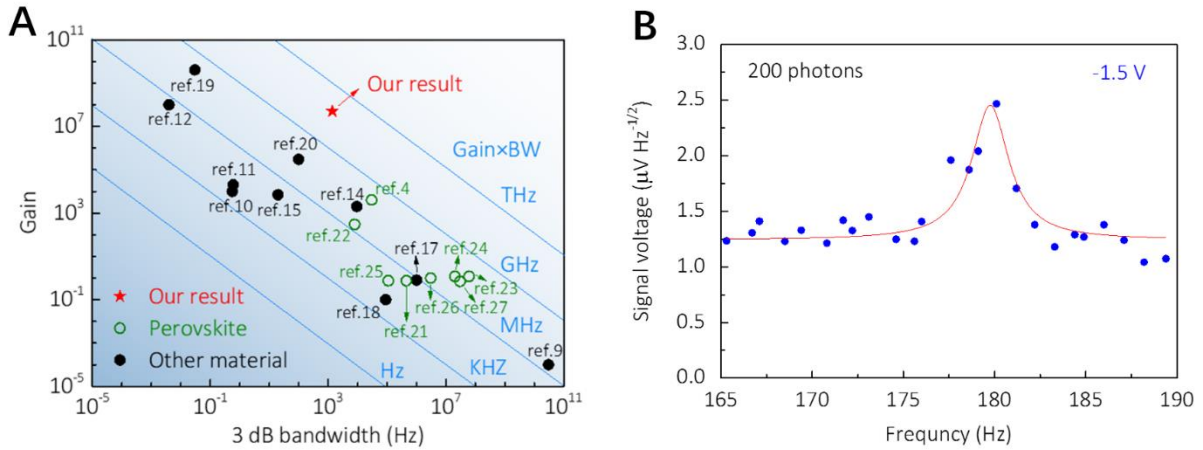 A
Gain
10¹¹
10⁷
10³
10⁻¹
10⁻⁵
10⁻⁵
10⁻¹
10³
10⁷
10¹¹
3 dB bandwidth (Hz)
ref.19
ref.12
Our result
ref.20
Gain×BW
ref.11
ref.10
ref.15
ref.14
ref.4
THz
ref.22
ref.17
ref.24
GHz
ref.25
ref.23
ref.18
ref.26
ref.27
ref.21
MHz
Our result
Perovskite
Other material
Hz
KHZ
ref.9
B
Signal voltage (μV Hz⁻¹/²)
3.0
2.5
2.0
1.5
1.0
0.5
0.0
200 photons
-1.5 V
165
170
175
180
185
190
Frequncy (Hz)